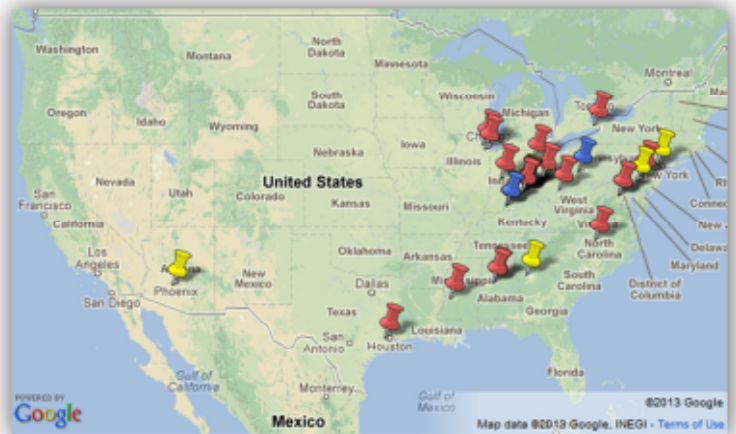 North
Dakota
Washington
Montana
Minnesota
Montreal
South
Dakota
Wisconsin
Michigan
Oregon
Idaho
Wyoming
New York
Iowa
Nebraska
Illinois
Nevada
Utah
Colorado
United States
Kansas
Missouri
West
Virginia
Kentucky
San
Francisco
California
Connec
New
Delawa
Maryland
District of
Columbia
North
Carolina
Oklahoma
Arkansas
Los
Angeles
Phoenix
New
Mexico
San Diego
Dallas
Alabama
South
Carolina
Georgia
Texas
Louisiana
San
Antonio
Houston
Florida
Gulf of
California
Monterrey
Gulf of
Mexico
Mexico
POWERED BY
Google
©2013 Google
Map data ©2013 Google, INEGI - Terms of Use